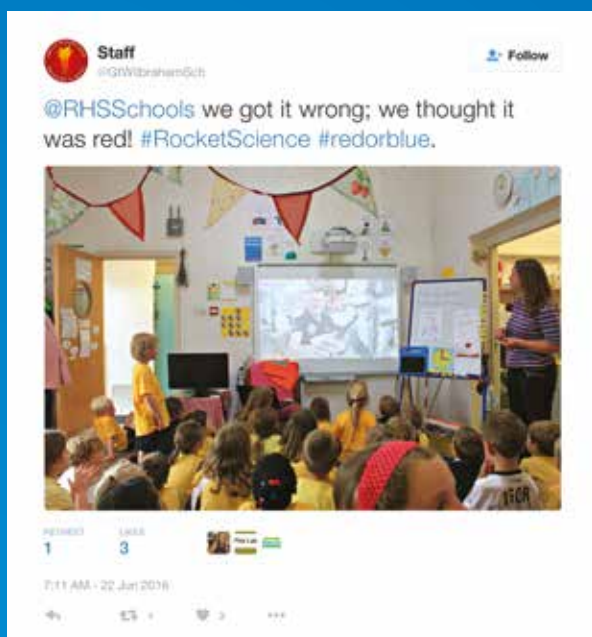 Staff
@GtWilbrahamSch
Follow
@RHSSchools we got it wrong; we thought it
was red! #RocketScience #redorblue.
RETWEET
1
LIKES
3
7:11 AM - 22 Jun 2016